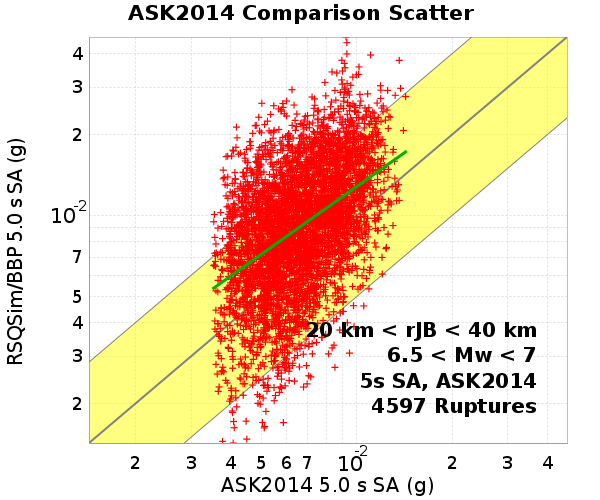 ASK2014 Comparison Scatter
RSQSim/BBP 5.0 s SA (g)
4
3
2
10-2
7
5
4
3
2
20 km < rJB < 40 km
6.5 < Mw < 7
5s SA, ASK2014
4597 Ruptures
2 3 4 5 6 7 10-2 2 3 4
ASK2014 5.0 s SA (g)